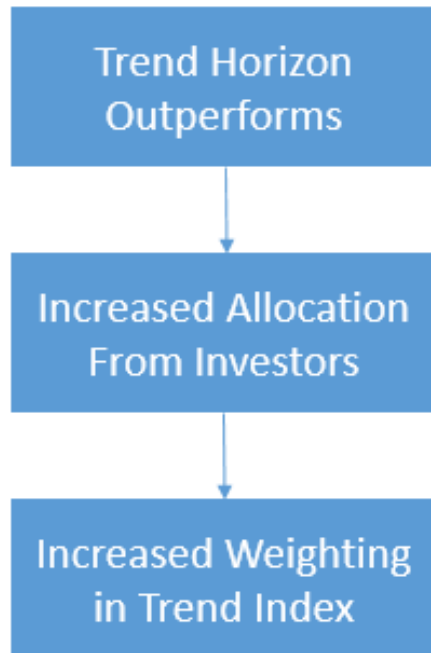 Trend Horizon
Outperforms
Increased Allocation
From Investors
Increased Weighting
in Trend Index